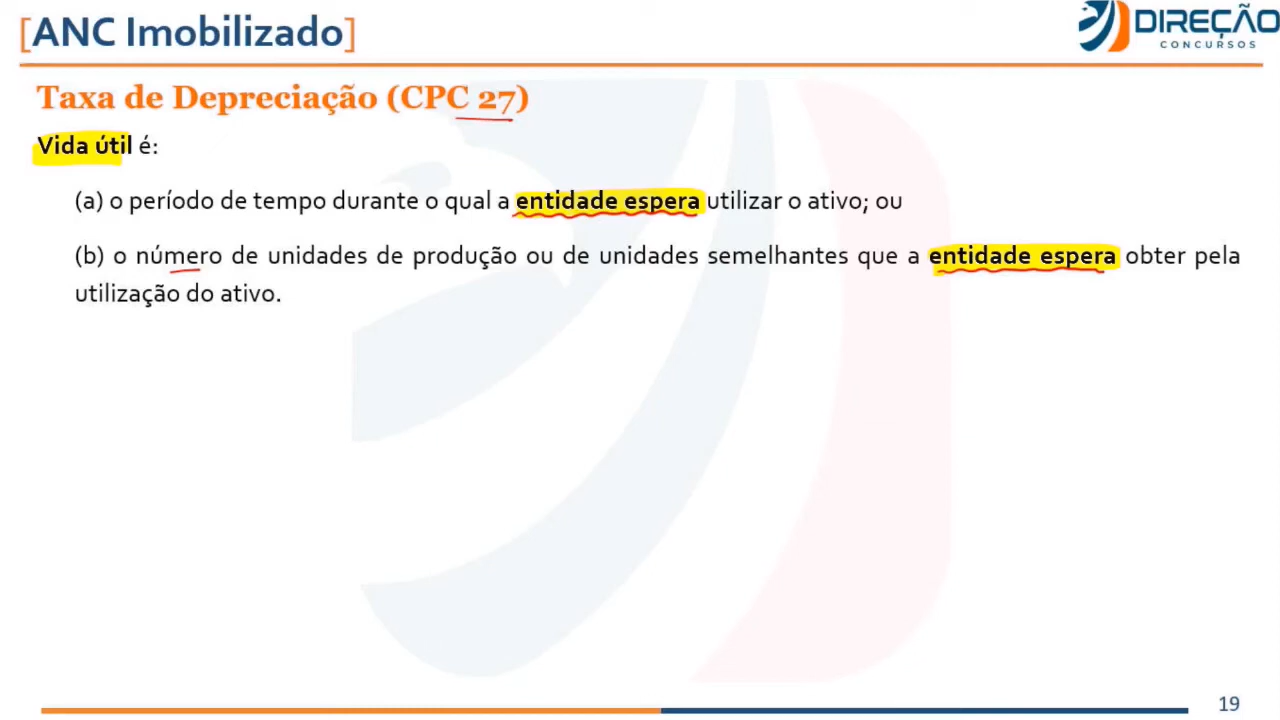 [ANC Imobilizado]
DIREÇÃO
CONCURSOS
Taxa de Depreciação (CPC 27)
Vida útil é:
(a) o período de tempo durante o qual a entidade espera utilizar o ativo; ou
(b) o número de unidades de produção ou de unidades semelhantes que a entidade espera obter pela
utilização do ativo.
19